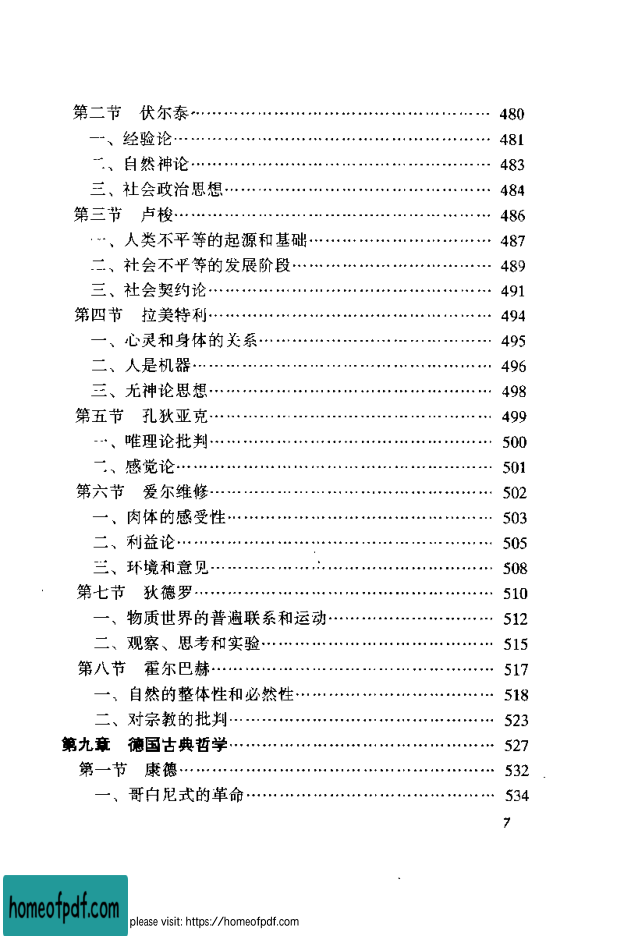 第二节 伏尔泰……………………………………… 480
一、经验论……………………………………… 481
二、自然神论…………………………………… 483
三、社会政治思想……………………………… 484
第三节 卢梭……………………………………… 486
一、人类不平等的起源和基础………………… 487
二、社会不平等的发展阶段…………………… 489
三、社会契约论………………………………… 491
第四节 拉美特利………………………………… 494
一、心灵和身体的关系………………………… 495
二、人是机器…………………………………… 496
三、无神论思想………………………………… 498
第五节 孔狄亚克………………………………… 499
一、唯理论批判………………………………… 500
二、感觉论……………………………………… 501
第六节 爱尔维修………………………………… 502
一、肉体的感受性……………………………… 503
二、利益论……………………………………… 505
三、环境和意见………………………………… 508
第七节 狄德罗…………………………………… 510
一、物质世界的普遍联系和运动……………… 512
二、观察、思考和实验………………………… 515
第八节 霍尔巴赫………………………………… 517
一、自然的整体性和必然性…………………… 518
二、对宗教的批判……………………………… 523
第九章 德国古典哲学…………………………… 527
第一节 康德……………………………………… 532
一、哥白尼式的革命…………………………… 534
7
homeofpdf.com
please visit: https://homeofpdf.com